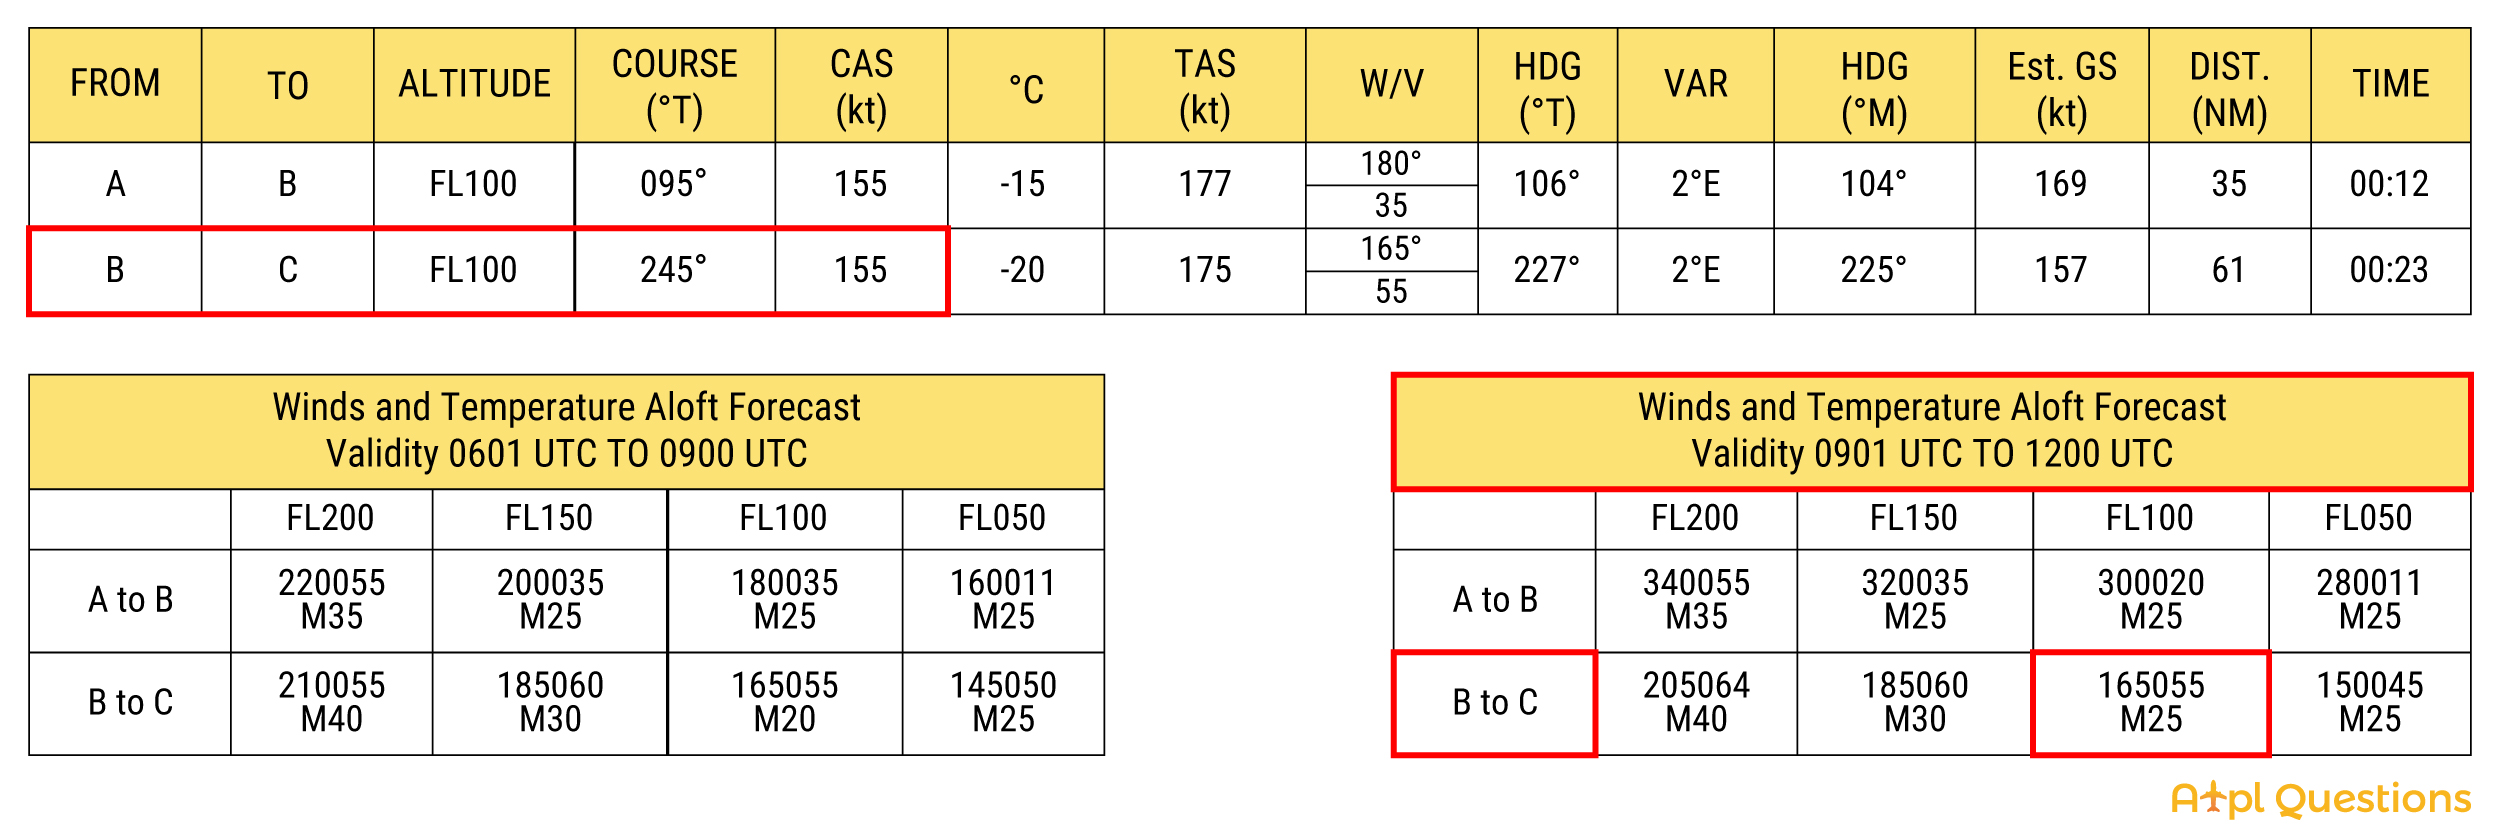 FROM TO ALTITUDE COURSE (°T) CAS (kt) °C TAS (kt) W/V HDG (°T) VAR HDG (°M) Est. GS (kt) DIST. (NM) TIME
A B FL100 095° 155 -15 177 180° 35 106° 2°E 104° 169 35 00:12
B C FL100 245° 155 -20 175 165° 55 227° 2°E 225° 157 61 00:23
Winds and Temperature Aloft Forecast
Validity 0601 UTC TO 0900 UTC
FL200 FL150 FL100 FL050
A to B 220055 M35 200035 M25 180035 M25 160011 M25
B to C 210055 M40 185060 M30 165055 M20 145050 M25
Winds and Temperature Aloft Forecast
Validity 0901 UTC TO 1200 UTC
FL200 FL150 FL100 FL050
A to B 340055 M35 320035 M25 300020 M25 280011 M25
B to C 205064 M40 185060 M30 165055 M25 150045 M25
Atpl Questions